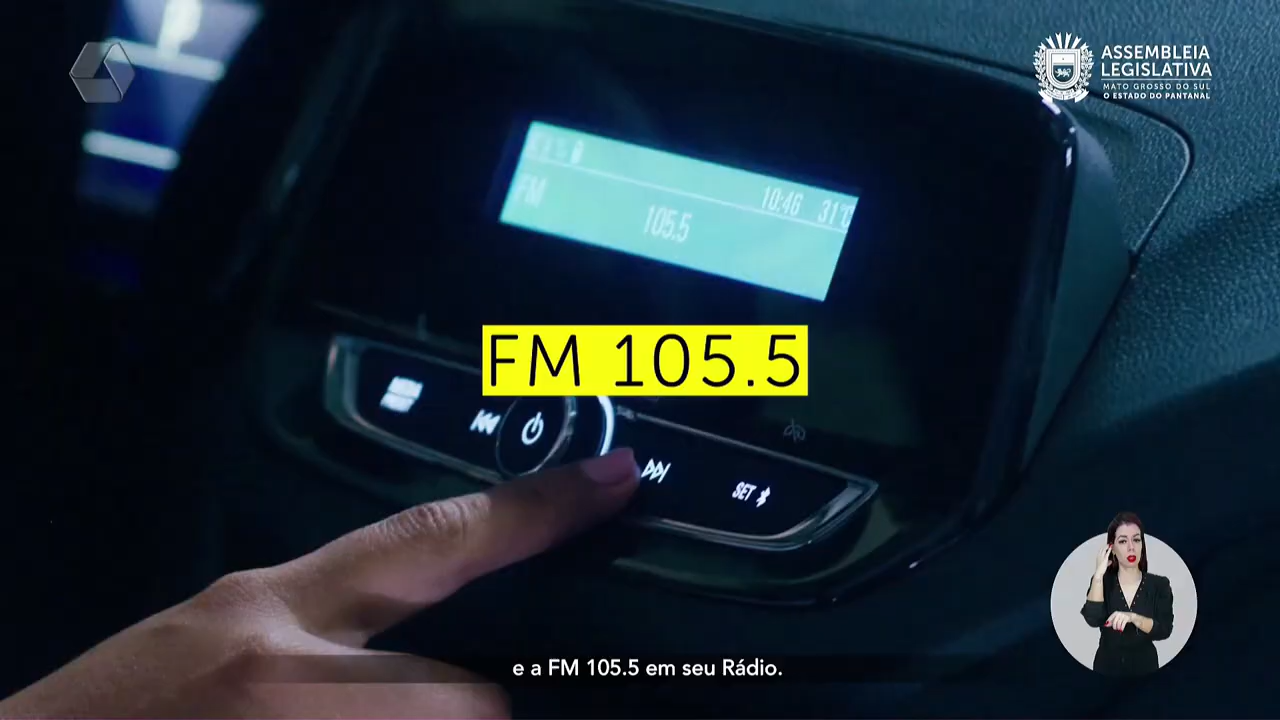 ASSEMBLEIA
LEGISLATIVA
MATO GROSSO DO SUL
O ESTADO DO PANTANAL
FM
10:46 31°C
105.5
FM 105.5
SET
e a FM 105.5 em seu Rádio.